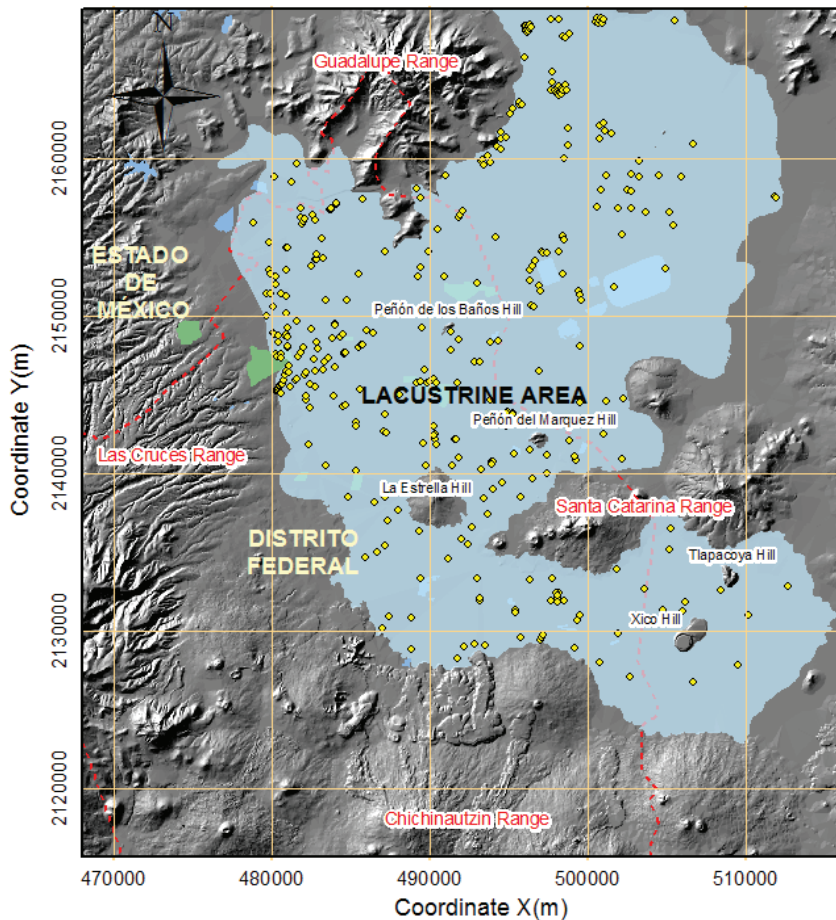 N
Guadalupe Range
2160000
ESTADO
DE
MÉXICO
2150000
Peñón de los Baños Hill
LACUSTRINE AREA
Peñón del Marquez Hill
Coordinate Y(m)
Las Cruces Range
2140000
La Estrella Hill
Santa Catarina Range
DISTRITO
FEDERAL
Tlapacoya Hill
Xico Hill
2130000
2120000
Chichinautzin Range
470000 480000 490000 500000 510000
Coordinate X(m)